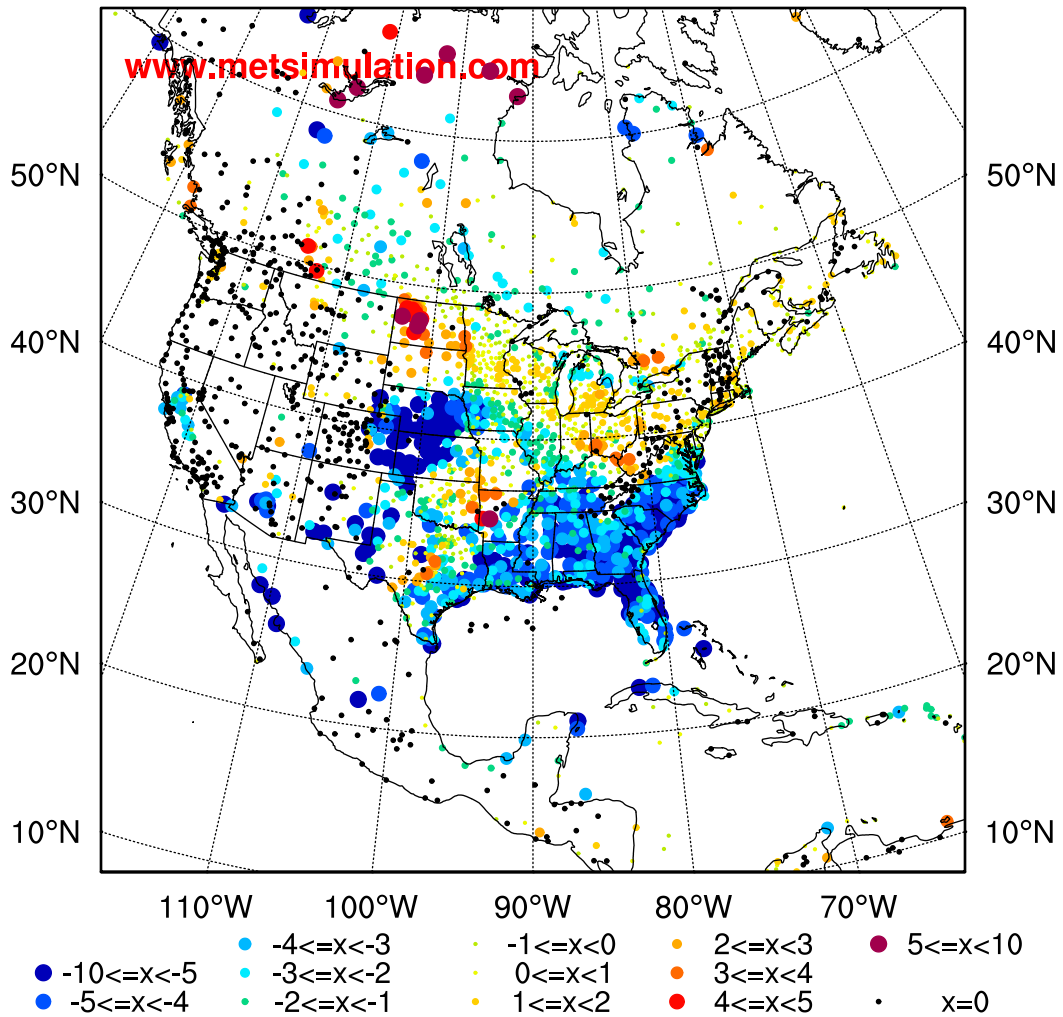 www.metsimulation.com
50°N 50°N
40°N 40°N
30°N 30°N
20°N 20°N
10°N 10°N
110°W 100°W 90°W 80°W 70°W
-4<=x<-3 -1<=x<0 2<=x<3 5<=x<10
-10<=x<-5 -3<=x<-2 0<=x<1 3<=x<4
-5<=x<-4 -2<=x<-1 1<=x<2 4<=x<5 x=0